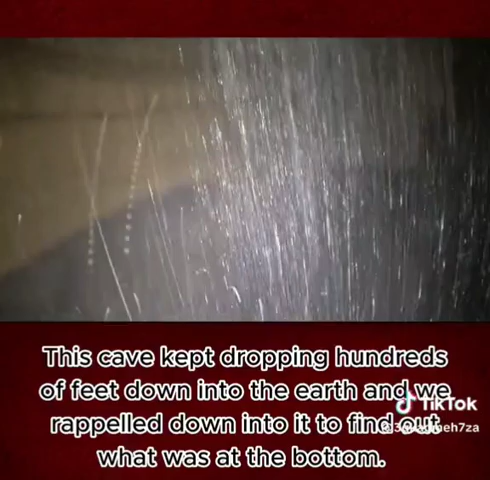 This cave kept dropping hundreds
of feet down into the earth and we
rappelled down into it to find out
what was at the bottom.
TikTok